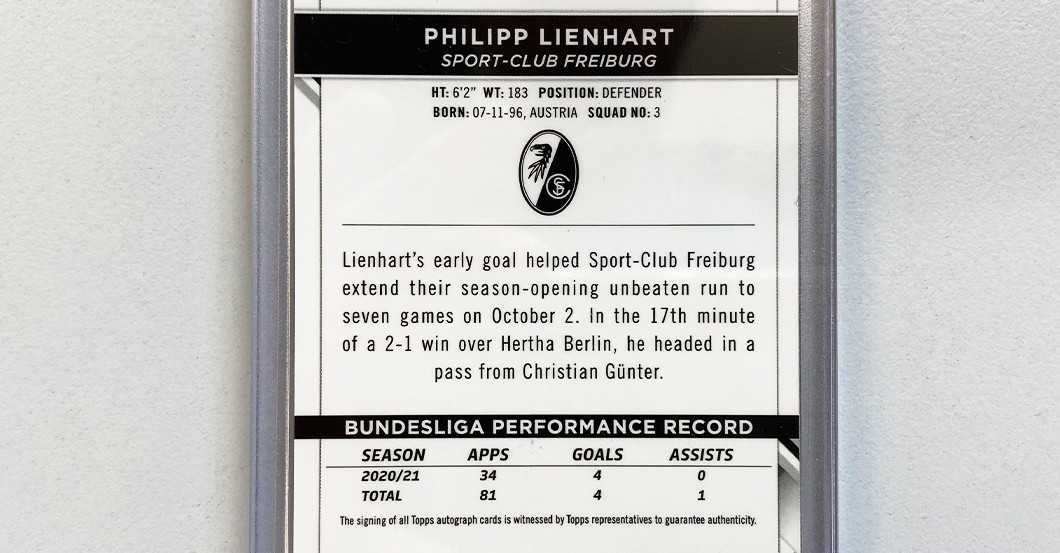 PHILIPP LIENHART
SPORT-CLUB FREIBURG
HT: 6'2" WT: 183 POSITION: DEFENDER
BORN: 07-11-96, AUSTRIA SQUAD NO: 3
SC
Lienhart's early goal helped Sport-Club Freiburg
extend their season-opening unbeaten run to
seven games on October 2. In the 17th minute
of a 2-1 win over Hertha Berlin, he headed in a
pass from Christian Günter.
BUNDESLIGA PERFORMANCE RECORD
SEASON APPS GOALS ASSISTS
2020/21 34 4 0
TOTAL 81 4 1
The signing of all Topps autograph cards is witnessed by Topps representatives to guarantee authenticity.